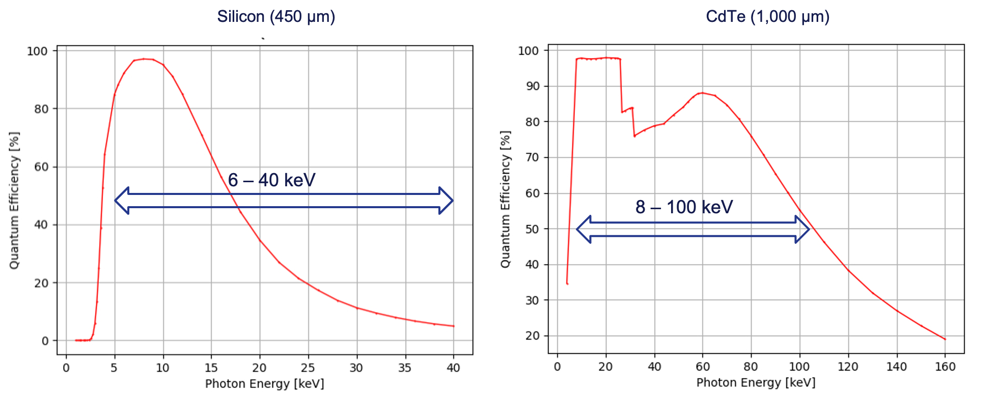 Silicon (450 µm)
100
80
60
40
20
0
Quantum Efficiency [%]
6 – 40 keV
0 5 10 15 20 25 30 35 40
Photon Energy [keV]
CdTe (1,000 µm)
100
90
80
70
60
50
40
30
20
Quantum Efficiency [%]
8 – 100 keV
0 20 40 60 80 100 120 140 160
Photon Energy [keV]